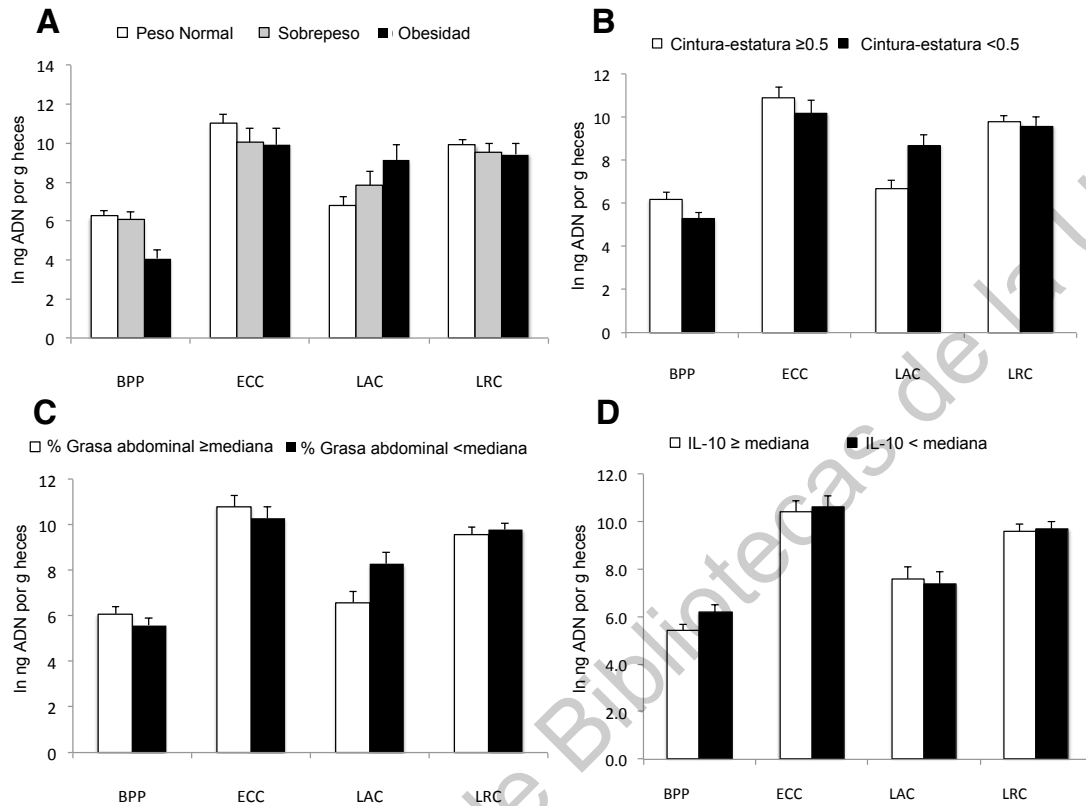 A
Peso Normal Sobrepeso Obesidad
ln ng ADN por g heces
14
12
10
8
6
4
2
0
BPP ECC LAC LRC
B
Cintura-estatura ≥0.5 Cintura-estatura <0.5
ln ng ADN por g heces
12
10
8
6
4
2
0
BPP ECC LAC LRC
C
% Grasa abdominal ≥mediana % Grasa abdominal <mediana
ln ng ADN por g heces
12
10
8
6
4
2
0
BPP ECC LAC LRC
D
IL-10 ≥ mediana IL-10 < mediana
ln ng ADN por g heces
12.0
10.0
8.0
6.0
4.0
2.0
0.0
BPP ECC LAC LRC
de Bibliotecas de la